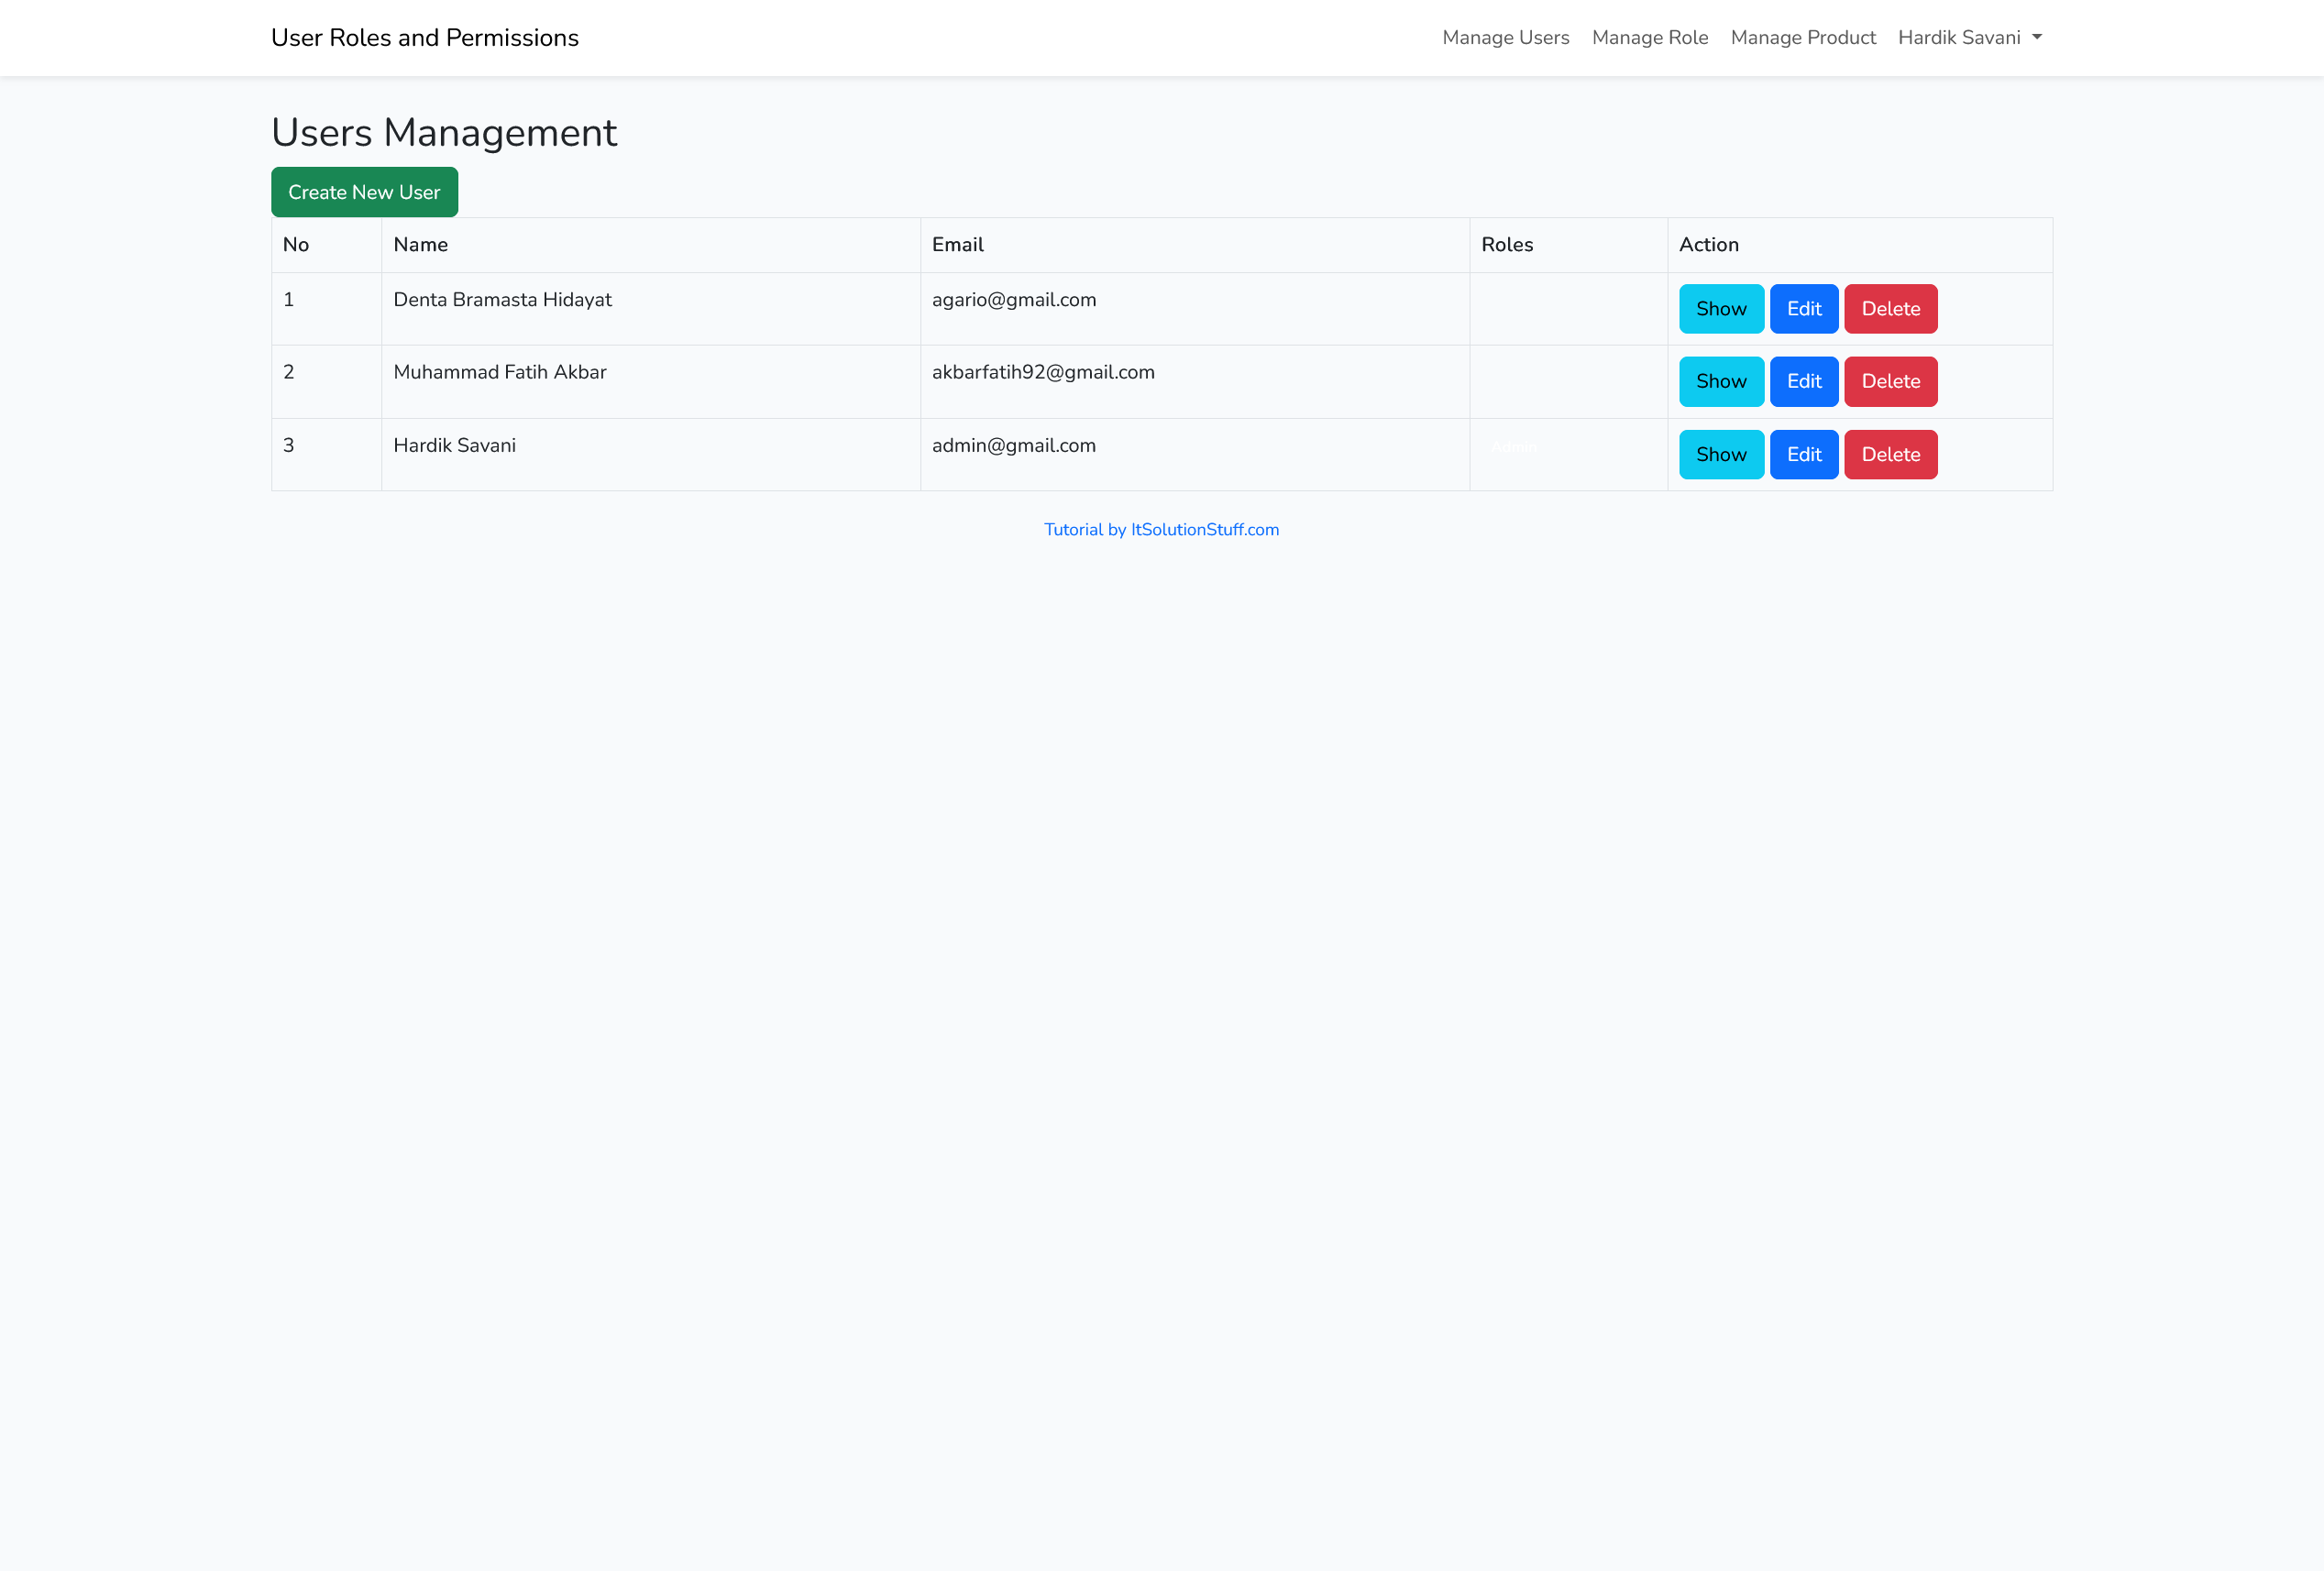 User Roles and Permissions Manage Users Manage Role Manage Product Hardik Savani
Users Management
Create New User
No Name Email Roles Action
1 Denta Bramasta Hidayat agario@gmail.com Show Edit Delete
2 Muhammad Fatih Akbar akbarfatih92@gmail.com Show Edit Delete
3 Hardik Savani admin@gmail.com Admin Show Edit Delete
Tutorial by ItSolutionStuff.com